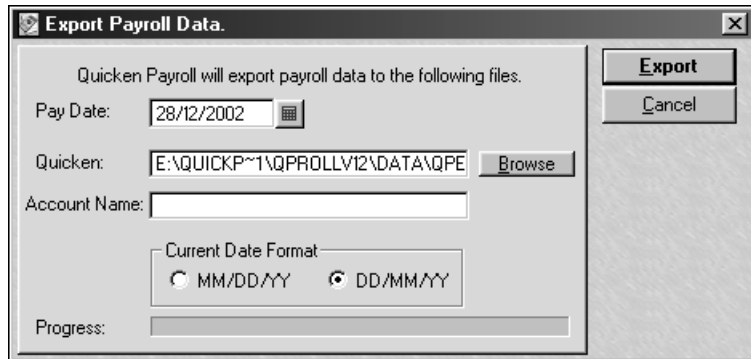 Export Payroll Data.
Quicken Payroll will export payroll data to the following files.
Export
Pay Date: 28/12/2002
Cancel
Quicken: E:\QUICKP~1\QPROLLV12\DATA\QPE Browse
Account Name:
Current Date Format
MM/DD/YY DD/MM/YY
Progress: